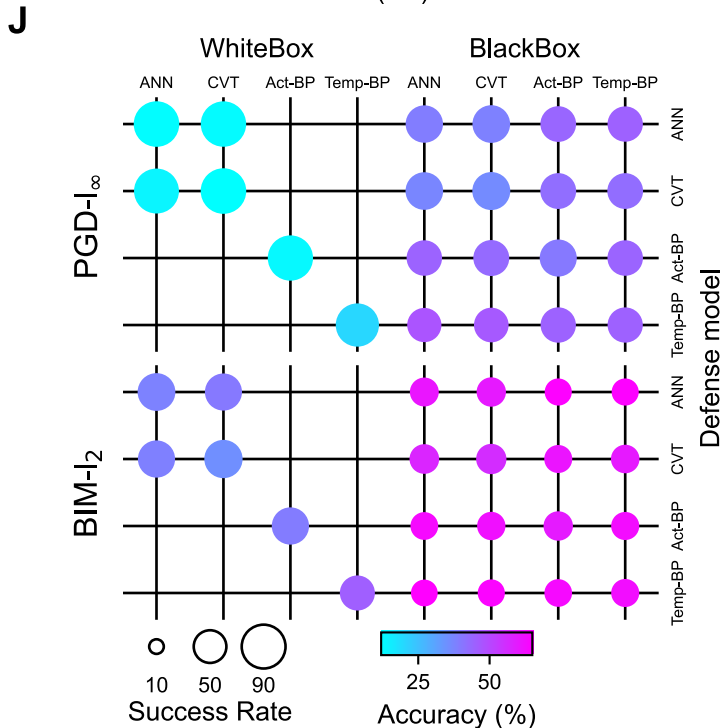 J
WhiteBox BlackBox
ANN CVT Act-BP Temp-BP ANN CVT Act-BP Temp-BP
PGD-l∞
ANN
CVT
Act-BP
Temp-BP
BIM-l2
ANN
CVT
Act-BP
Temp-BP
Defense model
10 50 90
Success Rate
25 50
Accuracy (%)